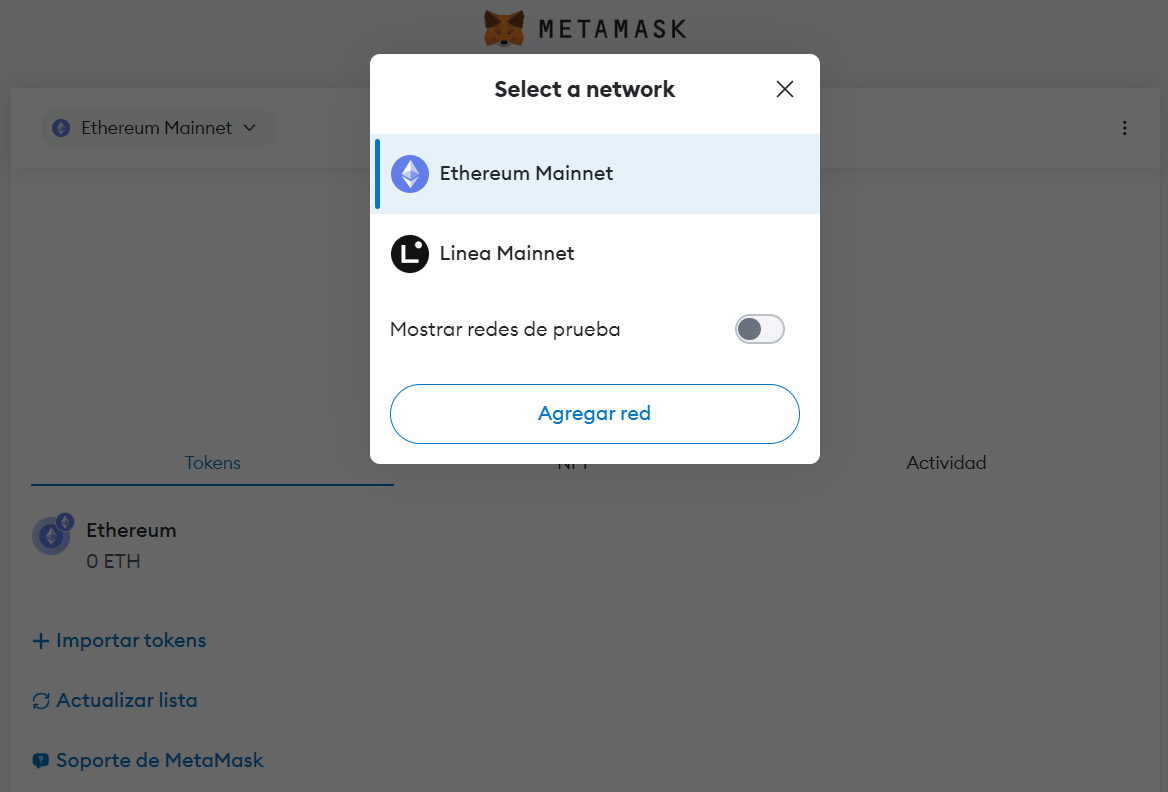 METAMASK
Select a network
Ethereum Mainnet
Ethereum Mainnet
Linea Mainnet
Mostrar redes de prueba
Agregar red
Tokens
NFT
Actividad
Ethereum
0 ETH
Importar tokens
Actualizar lista
Soporte de MetaMask